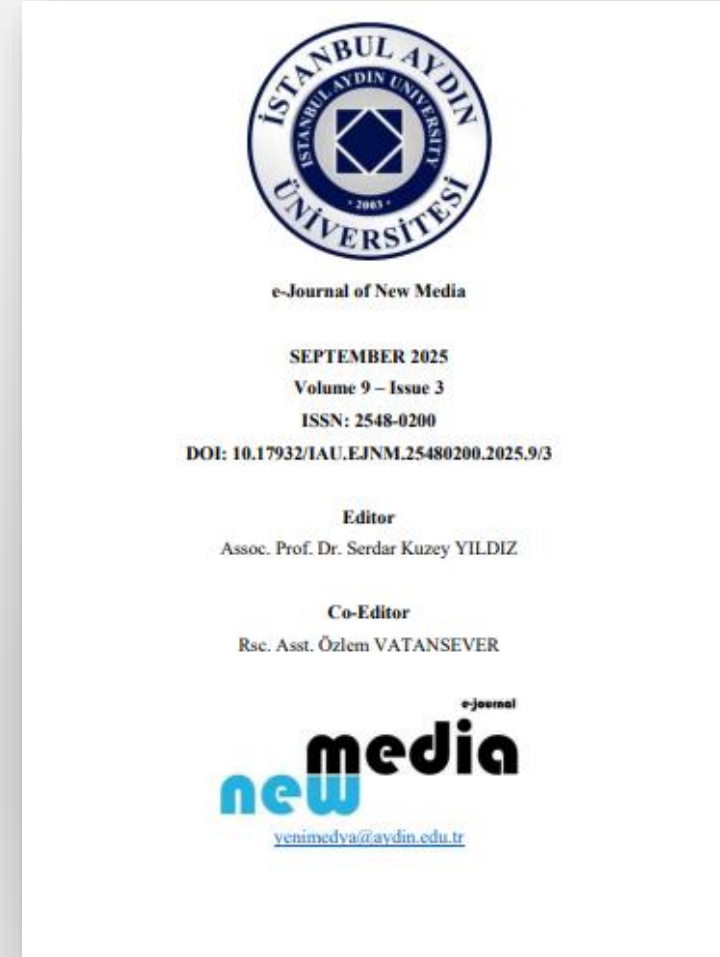 İSTANBUL AYDIN
ÜNİVERSİTESİ
ISTANBUL AYDIN UNIVERSITY
• 2003 •
e-Journal of New Media
SEPTEMBER 2025
Volume 9 – Issue 3
ISSN: 2548-0200
DOI: 10.17932/IAU.EJNM.25480200.2025.9/3
Editor
Assoc. Prof. Dr. Serdar Kuzey YILDIZ
Co-Editor
Rsc. Asst. Özlem VATANSEVER
e-journal
media
new
yenimedya@aydin.edu.tr